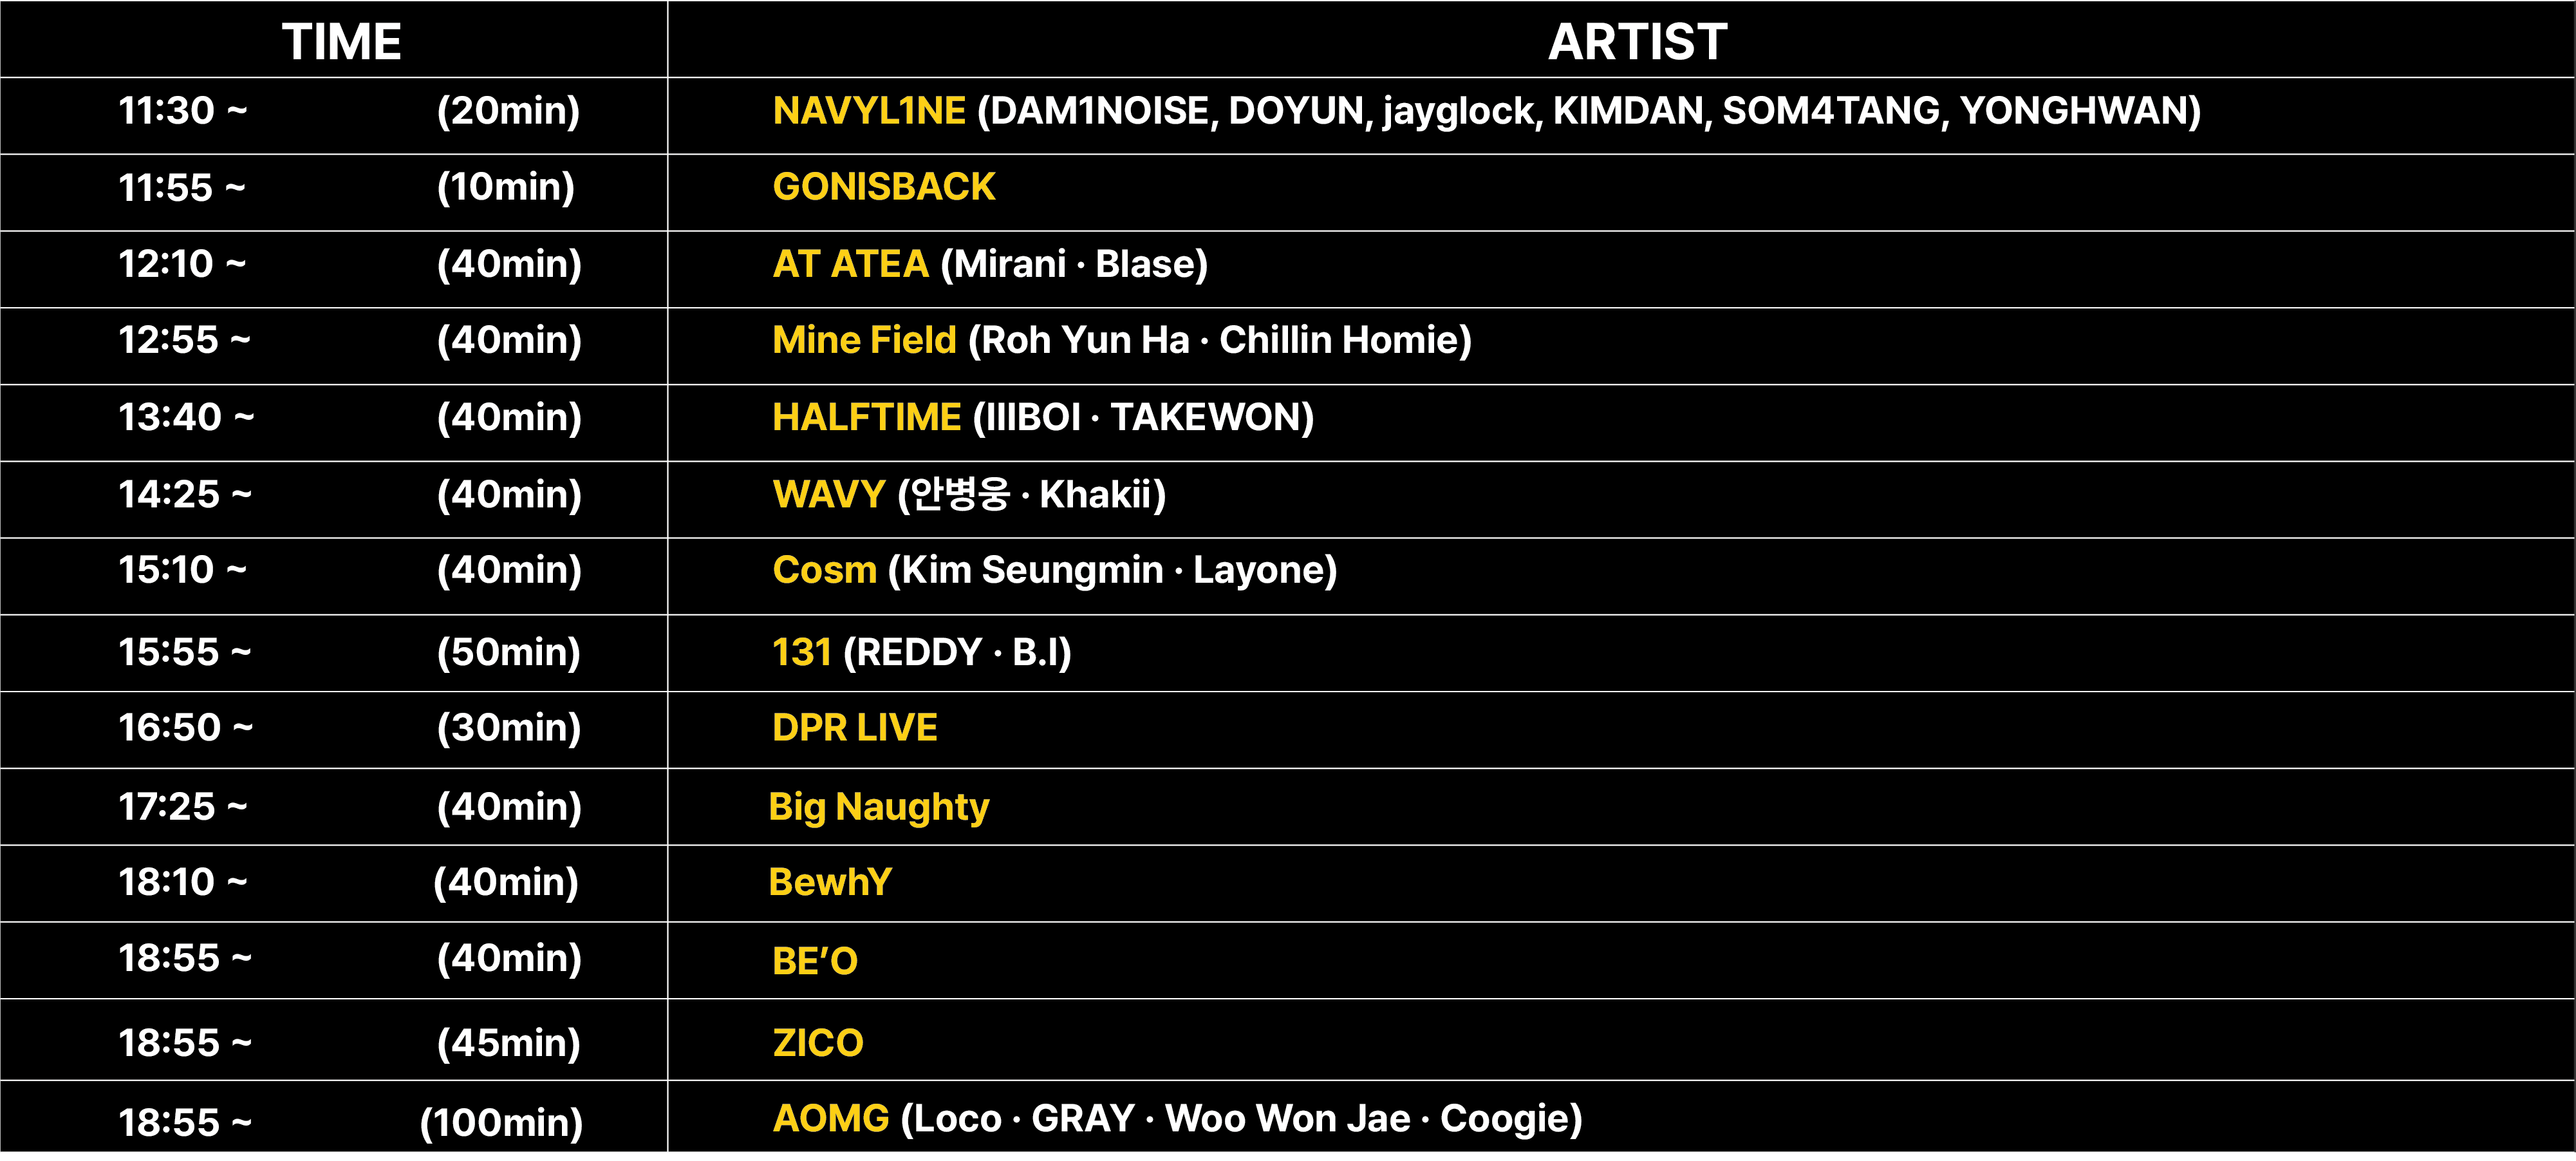 TIME ARTIST
11:30 ~ (20min) NAVYL1NE (DAM1NOISE, DOYUN, jayglock, KIMDAN, SOM4TANG, YONGHWAN)
11:55 ~ (10min) GONISBACK
12:10 ~ (40min) AT ATEA (Mirani · Blase)
12:55 ~ (40min) Mine Field (Roh Yun Ha · Chillin Homie)
13:40 ~ (40min) HALFTIME (IIIBOI · TAKEWON)
14:25 ~ (40min) WAVY (안병웅 · Khakii)
15:10 ~ (40min) Cosm (Kim Seungmin · Layone)
15:55 ~ (50min) 131 (REDDY · B.I)
16:50 ~ (30min) DPR LIVE
17:25 ~ (40min) Big Naughty
18:10 ~ (40min) BewhY
18:55 ~ (40min) BE’O
18:55 ~ (45min) ZICO
18:55 ~ (100min) AOMG (Loco · GRAY · Woo Won Jae · Coogie)